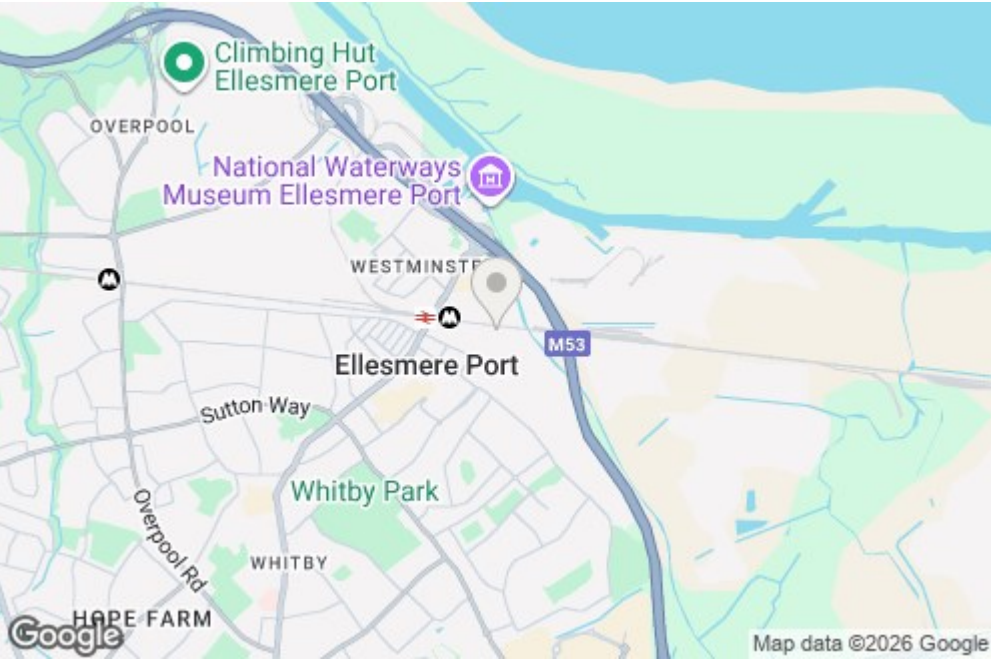 Climbing Hut
Ellesmere Port
OVERPOOL
National Waterways
Museum Ellesmere Port
WESTMINSTE
M53
Ellesmere Port
Sutton Way
Whitby Park
Overpool Rd
WHITBY
HOPE FARM
Google
Map data ©2026 Google